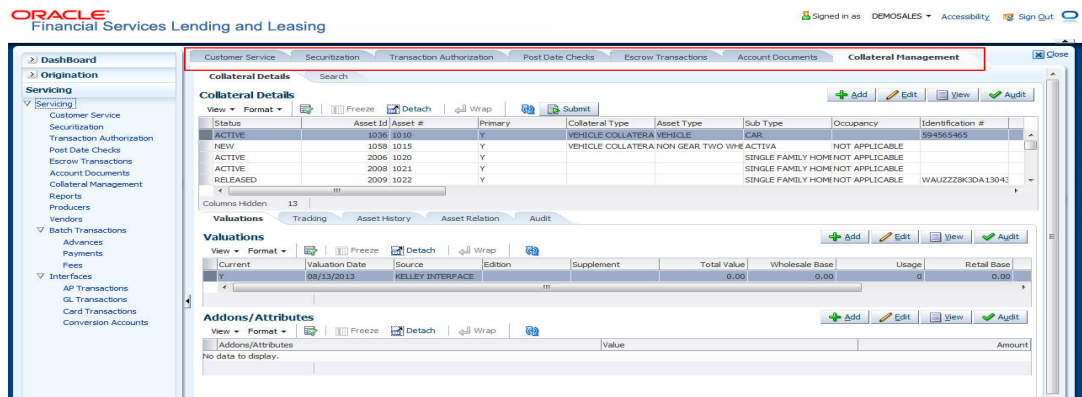 ORACLE
Financial Services Lending and Leasing
Signed in as DEMOSALES Accessibility Sign Out
Close
DashBoard
Origination
Servicing
Servicing
Customer Service
Securitization
Transaction Authorization
Post Date Checks
Escrow Transactions
Account Documents
Collateral Management
Reports
Producers
Vendors
Batch Transactions
Advances
Payments
Fees
Interfaces
AP Transactions
GL Transactions
Card Transactions
Conversion Accounts
Customer Service Securitization Transaction Authorization Post Date Checks Escrow Transactions Account Documents Collateral Management
Collateral Details Search
Collateral Details
Add Edit View Audit
View Format Freeze Detach Wrap Submit
Status Asset Id Asset # Primary Collateral Type Asset Type Sub Type Occupancy Identification #
ACTIVE 1036 1010 Y VEHICLE COLLATERA VEHICLE CAR 594565465
NEW 1058 1015 Y VEHICLE COLLATERA NON GEAR TWO WHE ACTIVA NOT APPLICABLE
ACTIVE 2006 1020 Y SINGLE FAMILY HOME NOT APPLICABLE
ACTIVE 2008 1021 Y SINGLE FAMILY HOME NOT APPLICABLE
RELEASED 2009 1022 Y SINGLE FAMILY HOME NOT APPLICABLE WAUZZZ8K3DA13043
Columns Hidden 13
Valuations Tracking Asset History Asset Relation Audit
Valuations
Add Edit View Audit
View Format Freeze Detach Wrap
Current Valuation Date Source Edition Supplement Total Value Wholesale Base Usage Retail Base
Y 08/13/2013 KELLEY INTERFACE 0.00 0.00 0 0.00
Addons/Attributes
Add Edit View Audit
View Format Freeze Detach Wrap
Addons/Attributes Value Amount
No data to display.